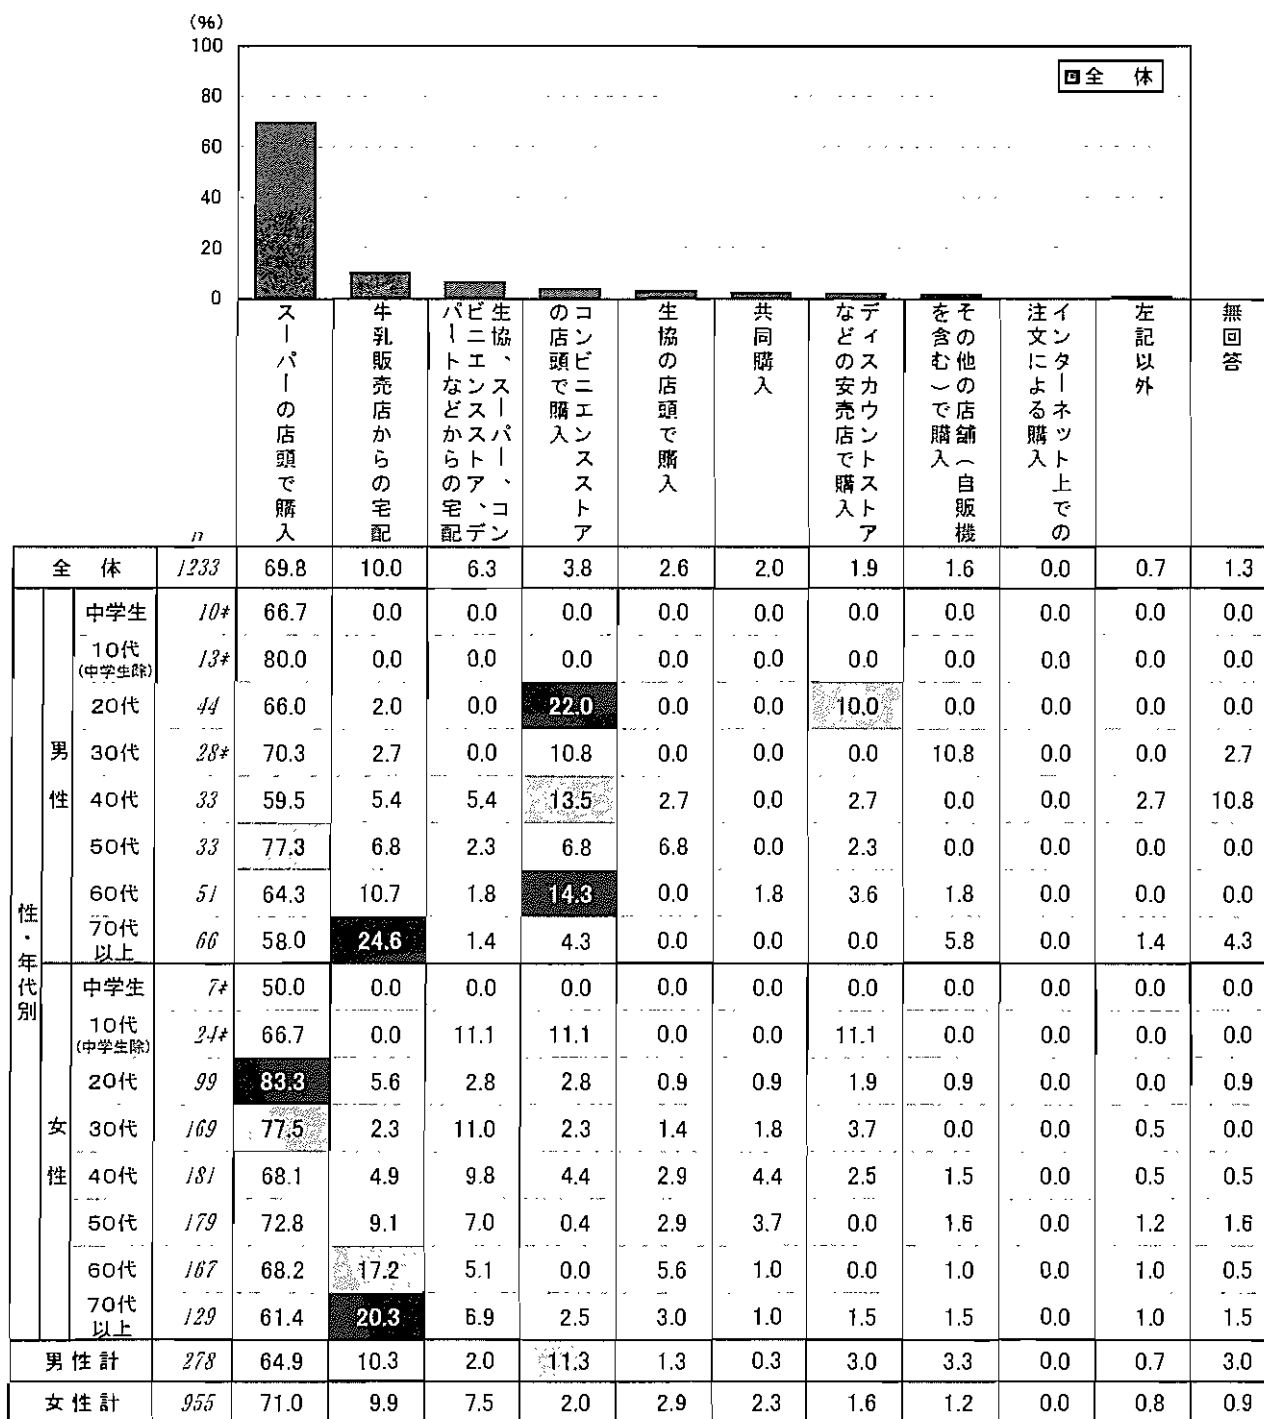 (%)
100
80
60
40
20
0
全 体
スーパーの店頭で購入
牛乳販売店からの宅配
生協、スーパー、コンビニエンスストア、デパートなどからの宅配
コンビニエンスストアの店頭で購入
生協の店頭で購入
共同購入
ディスカウントストアなどの安売店で購入
その他の店舗(自販機を含む)で購入
インターネット上での注文による購入
左記以外
無回答
n
全 体 1233 69.8 10.0 6.3 3.8 2.6 2.0 1.9 1.6 0.0 0.7 1.3
性・年代別
男性
中学生 10* 66.7 0.0 0.0 0.0 0.0 0.0 0.0 0.0 0.0 0.0 0.0
10代(中学生除) 13* 80.0 0.0 0.0 0.0 0.0 0.0 0.0 0.0 0.0 0.0 0.0
20代 44 66.0 2.0 0.0 22.0 0.0 0.0 10.0 0.0 0.0 0.0 0.0
30代 28* 70.3 2.7 0.0 10.8 0.0 0.0 0.0 10.8 0.0 0.0 2.7
40代 33 59.5 5.4 5.4 13.5 2.7 0.0 2.7 0.0 0.0 2.7 10.8
50代 33 77.3 6.8 2.3 6.8 6.8 0.0 2.3 0.0 0.0 0.0 0.0
60代 51 64.3 10.7 1.8 14.3 0.0 1.8 3.6 1.8 0.0 0.0 0.0
70代以上 66 58.0 24.6 1.4 4.3 0.0 0.0 0.0 5.8 0.0 1.4 4.3
女性
中学生 7* 50.0 0.0 0.0 0.0 0.0 0.0 0.0 0.0 0.0 0.0 0.0
10代(中学生除) 24* 66.7 0.0 11.1 11.1 0.0 0.0 11.1 0.0 0.0 0.0 0.0
20代 99 83.3 5.6 2.8 2.8 0.9 0.9 1.9 0.9 0.0 0.0 0.9
30代 169 77.5 2.3 11.0 2.3 1.4 1.8 3.7 0.0 0.0 0.5 0.0
40代 181 68.1 4.9 9.8 4.4 2.9 4.4 2.5 1.5 0.0 0.5 0.5
50代 179 72.8 9.1 7.0 0.4 2.9 3.7 0.0 1.6 0.0 1.2 1.6
60代 167 68.2 17.2 5.1 0.0 5.6 1.0 0.0 1.0 0.0 1.0 0.5
70代以上 129 61.4 20.3 6.9 2.5 3.0 1.0 1.5 1.5 0.0 1.0 1.5
男性計 278 64.9 10.3 2.0 11.3 1.3 0.3 3.0 3.3 0.0 0.7 3.0
女性計 955 71.0 9.9 7.5 2.0 2.9 2.3 1.6 1.2 0.0 0.8 0.9